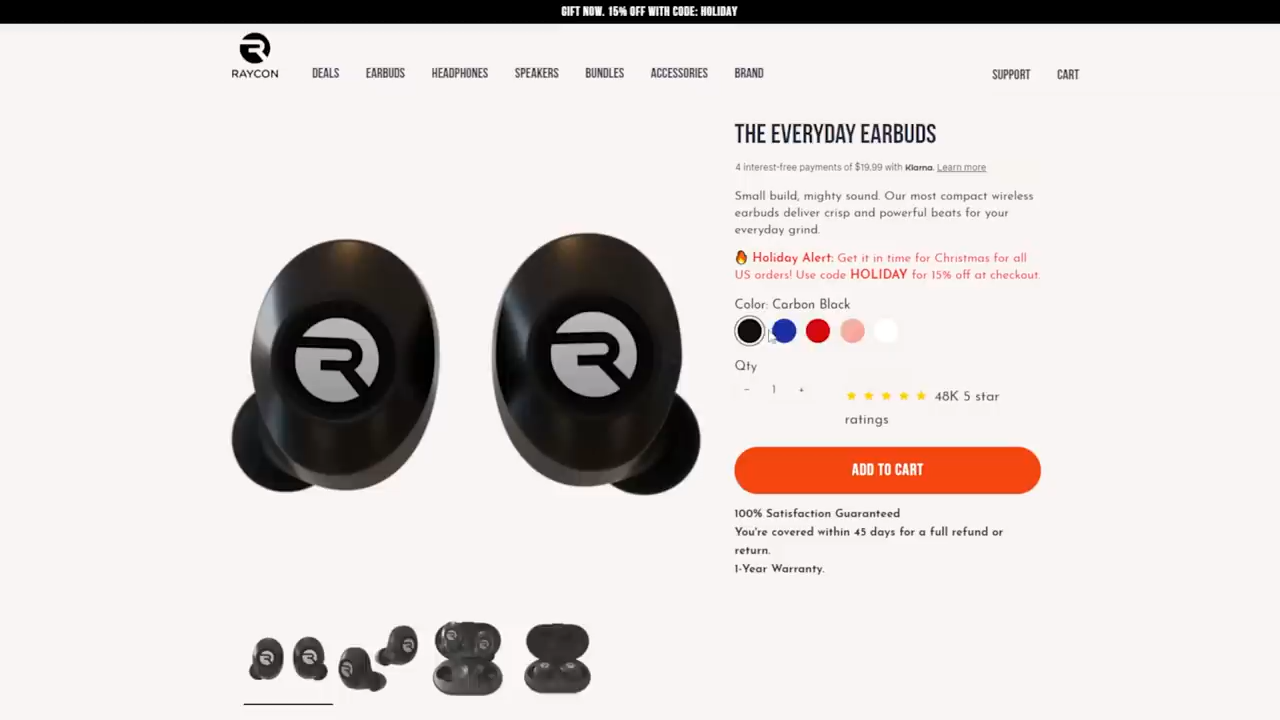 GIFT NOW. 15% OFF WITH CODE: HOLIDAY
RAYCON
DEALS
EARBUDS
HEADPHONES
SPEAKERS
BUNDLES
ACCESSORIES
BRAND
SUPPORT
CART
THE EVERYDAY EARBUDS
4 interest-free payments of $19.99 with Klarna. Learn more
Small build, mighty sound. Our most compact wireless
earbuds deliver crisp and powerful beats for your
everyday grind.
🔥 Holiday Alert: Get it in time for Christmas for all
US orders! Use code HOLIDAY for 15% off at checkout.
Color: Carbon Black
Qty
− 1 +
★ ★ ★ ★ ★ 48K 5 star
ratings
ADD TO CART
100% Satisfaction Guaranteed
You're covered within 45 days for a full refund or
return.
1-Year Warranty.